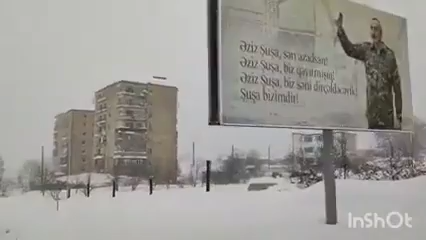 Əziz Şuşa, sən azadsan!
Əziz Şuşa, biz qayıtmışıq!
Əziz Şuşa, biz səni dirçəldəcəyik!
Şuşa bizimdir!
InShOt